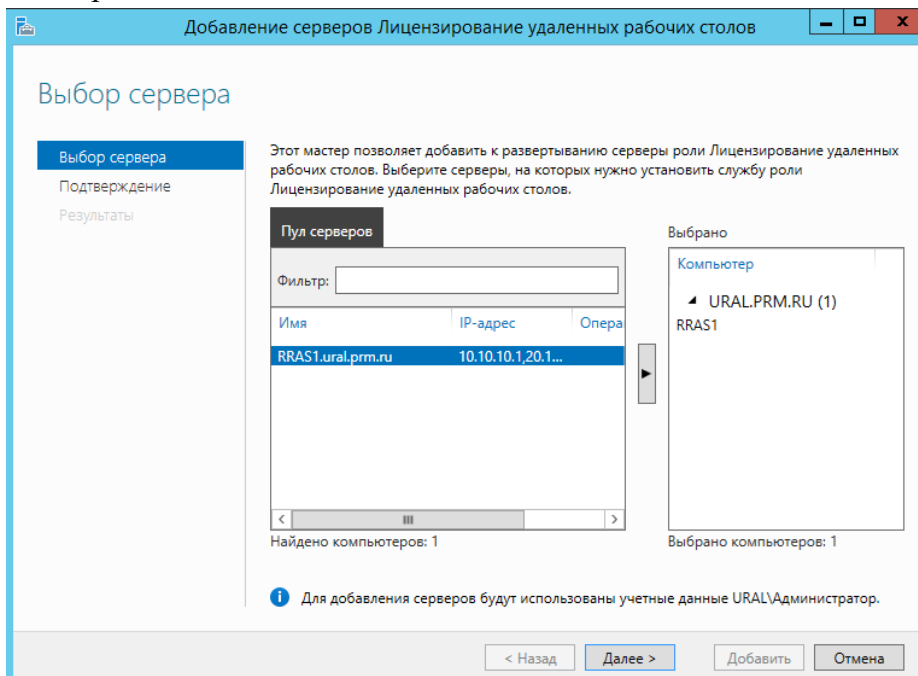 Добавление серверов Лицензирование удаленных рабочих столов
Выбор сервера
Выбор сервера
Подтверждение
Результаты
Этот мастер позволяет добавить к развертыванию серверы роли Лицензирование удаленных
рабочих столов. Выберите серверы, на которых нужно установить службу роли
Лицензирование удаленных рабочих столов.
Пул серверов
Фильтр:
Имя IP-адрес Опера
RRAS1.ural.prm.ru 10.10.10.1,20.1...
Найдено компьютеров: 1
Выбрано
Компьютер
URAL.PRM.RU (1)
RRAS1
Выбрано компьютеров: 1
Для добавления серверов будут использованы учетные данные URAL\Администратор.
< Назад Далее > Добавить Отмена